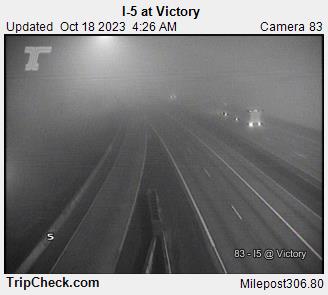 I-5 at Victory
Updated  Oct 18 2023  4:26 AM  Camera 83
T
5
83 - I5 @ Victory
TripCheck.com  Milepost306.80